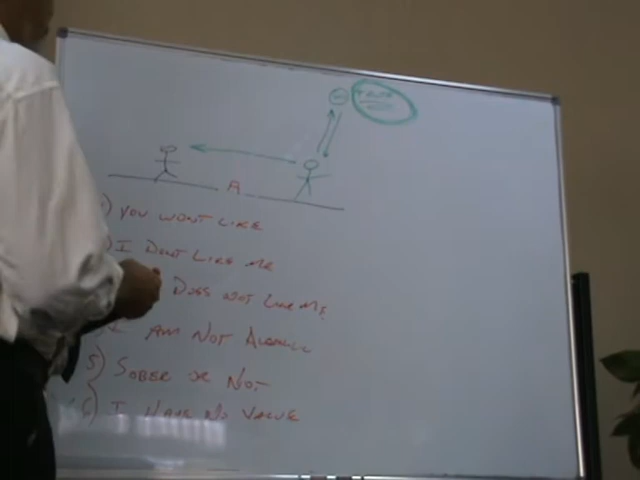 A
) YOU WONT LIKE
) I DONT LIKE ME
DOES NOT LIKE ME
I AM NOT
5) SOBER OR NOT
6) I HAVE NO VALUE